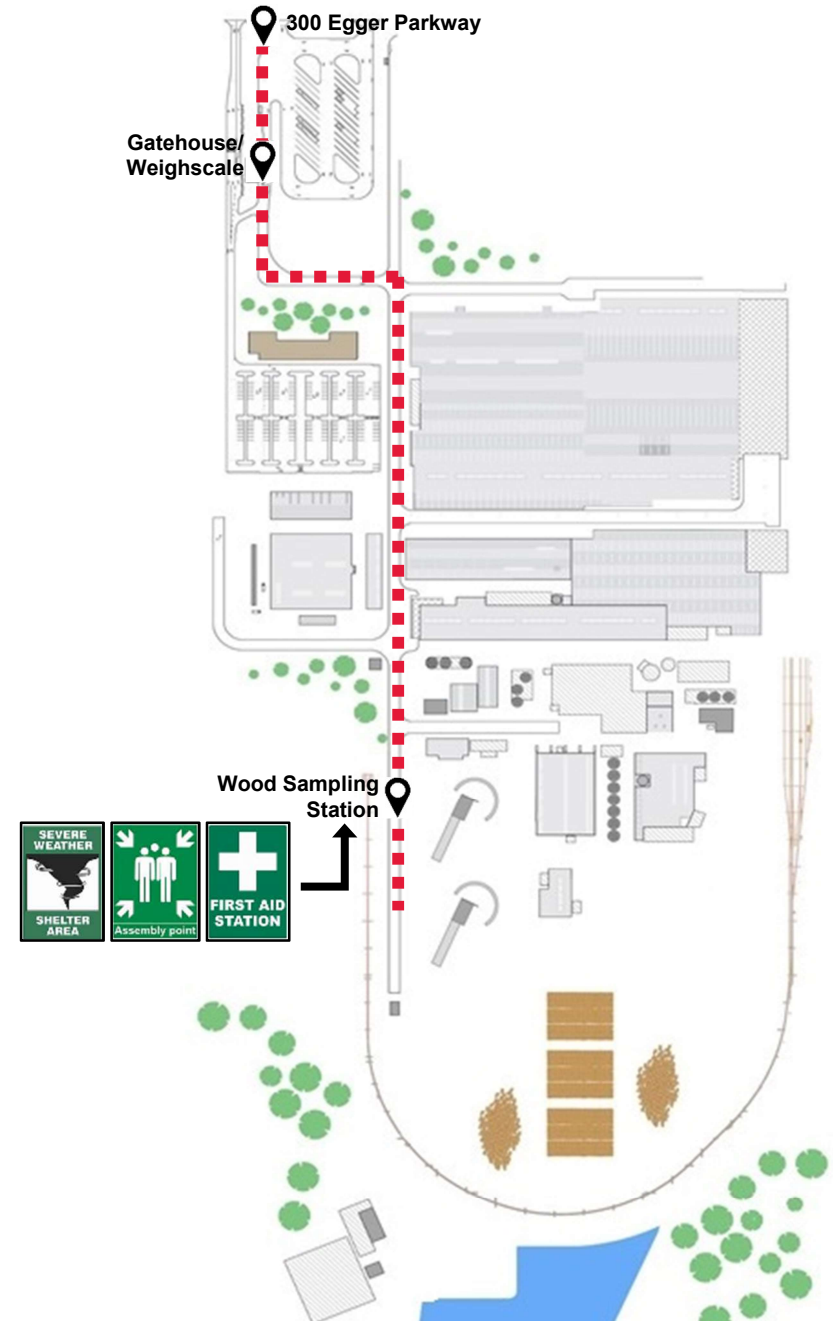 300 Egger Parkway
Gatehouse/
Weighscale
Wood Sampling
Station
SEVERE
WEATHER
SHELTER
AREA
Assembly point
FIRST AID
STATION